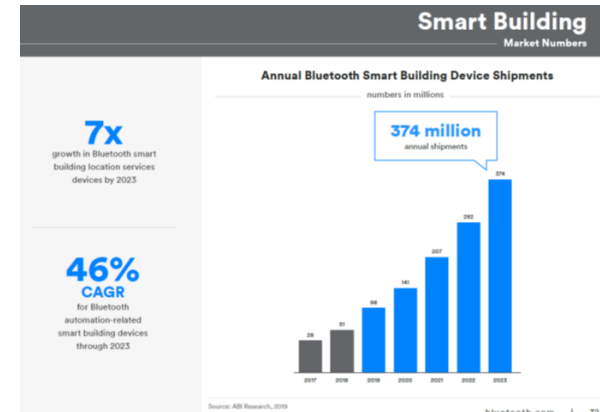 Smart Building
Market Numbers
Annual Bluetooth Smart Building Device Shipments
numbers in millions
7x
growth in Bluetooth smart
building location services
devices by 2023
46%
CAGR
for Bluetooth
automation-related
smart building devices
through 2023
374 million
annual shipments
374
282
207
141
98
51
2017
2018
2019
2020
2021
2022
2023
Source: ABI Research, 2019